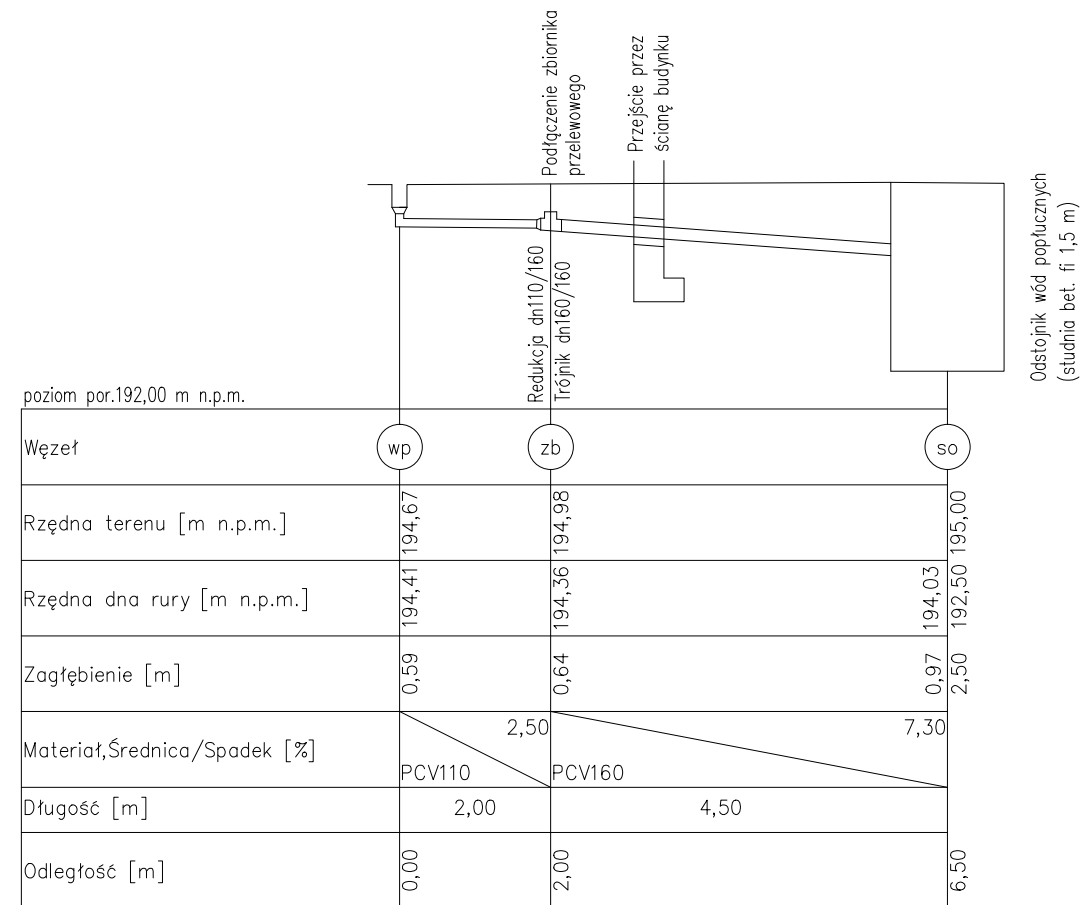 Podłączenie zbiornika
przelewowego
Przejście przez
ścianę budynku
Odstojnik wód popłucznych
(studnia bet. fi 1,5 m)
Redukcja dn110/160
Trójnik dn160/160
poziom por.192,00 m n.p.m.
Węzeł wp zb so
Rzędna terenu [m n.p.m.] 194,67 194,98 195,00
Rzędna dna rury [m n.p.m.] 194,41 194,36 194,03 192,50
Zagłębienie [m] 0,59 0,64 0,97 2,50
Materiał,Średnica/Spadek [%] PCV110 2,50 PCV160 7,30
Długość [m] 2,00 4,50
Odległość [m] 0,00 2,00 6,50